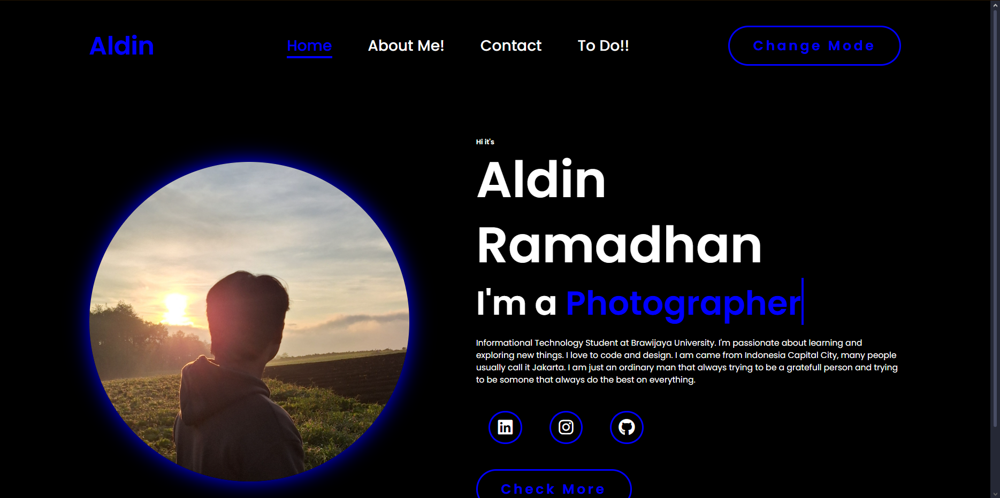 Aldin
Home
About Me!
Contact
To Do!!
Change Mode
Hi it's
Aldin
Ramadhan
I'm a Photographer
Informational Technology Student at Brawijaya University. I'm passionate about learning and
exploring new things. I love to code and design. I am came from Indonesia Capital City, many people
usually call it Jakarta. I am just an ordinary man that always trying to be a gratefull person and trying
to be somone that always do the best on everything.
in
Check More